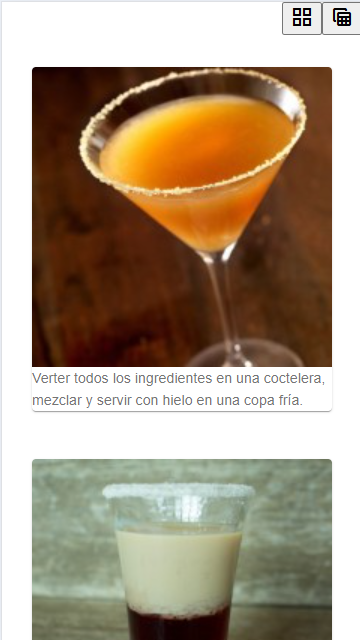 Verter todos los ingredientes en una coctelera,
mezclar y servir con hielo en una copa fría.